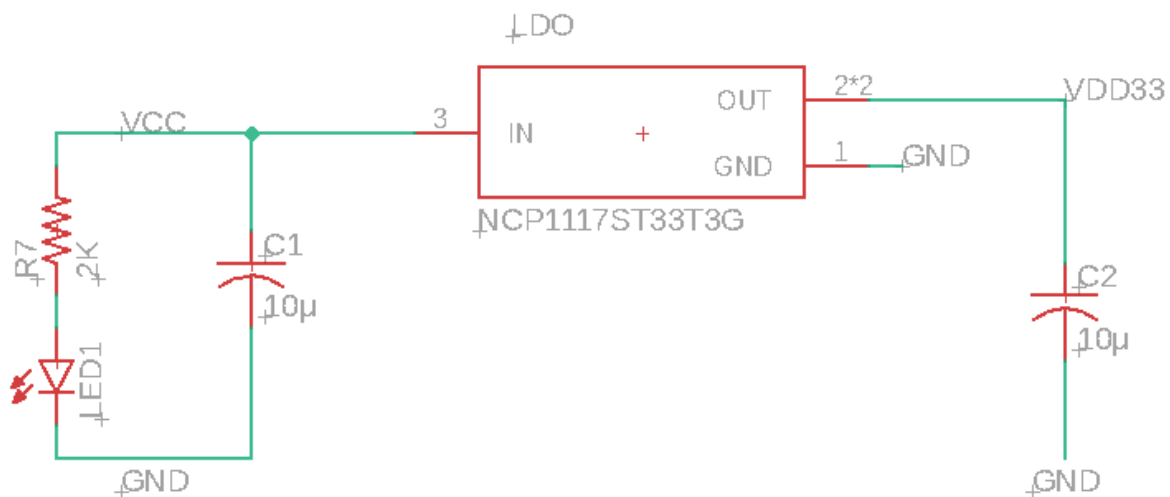 LDO
2*2
VDD33
OUT
VCC
3
IN
1
GND
GND
NCP1117ST33T3G
R7
2K
C1
10µ
C2
10µ
LED1
GND
GND